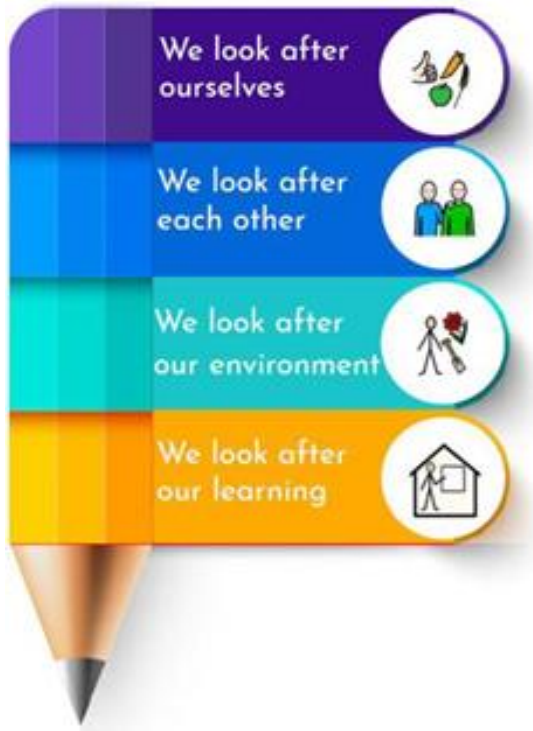 We look after
ourselves
We look after
each other
We look after
our environment
We look after
our learning